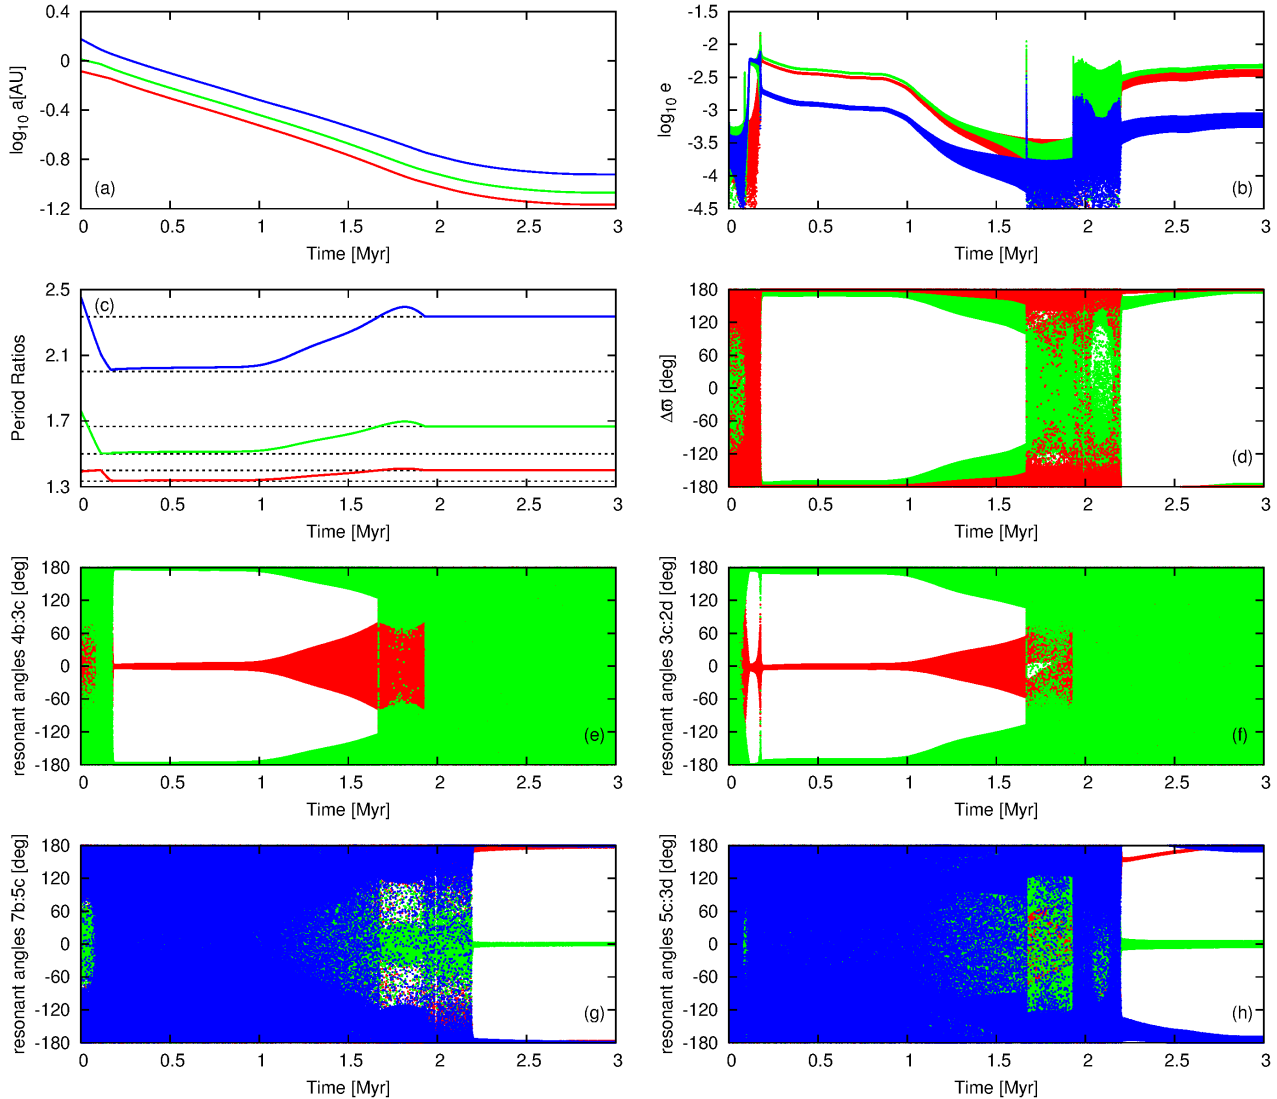 0.4
0
-0.4
-0.8
-1.2
log10 a[AU]
(a)
0 0.5 1 1.5 2 2.5 3
Time [Myr]
-1.5
-2
-2.5
-3
-3.5
-4
-4.5
log10 e
(b)
0 0.5 1 1.5 2 2.5 3
Time [Myr]
2.5
2.1
1.7
1.3
Period Ratios
(c)
0 0.5 1 1.5 2 2.5 3
Time [Myr]
180
120
60
0
-60
-120
-180
Δϖ [deg]
(d)
0 0.5 1 1.5 2 2.5 3
Time [Myr]
180
120
60
0
-60
-120
-180
resonant angles 4b:3c [deg]
(e)
0 0.5 1 1.5 2 2.5 3
Time [Myr]
180
120
60
0
-60
-120
-180
resonant angles 3c:2d [deg]
(f)
0 0.5 1 1.5 2 2.5 3
Time [Myr]
180
120
60
0
-60
-120
-180
resonant angles 7b:5c [deg]
(g)
0 0.5 1 1.5 2 2.5 3
Time [Myr]
180
120
60
0
-60
-120
-180
resonant angles 5c:3d [deg]
(h)
0 0.5 1 1.5 2 2.5 3
Time [Myr]